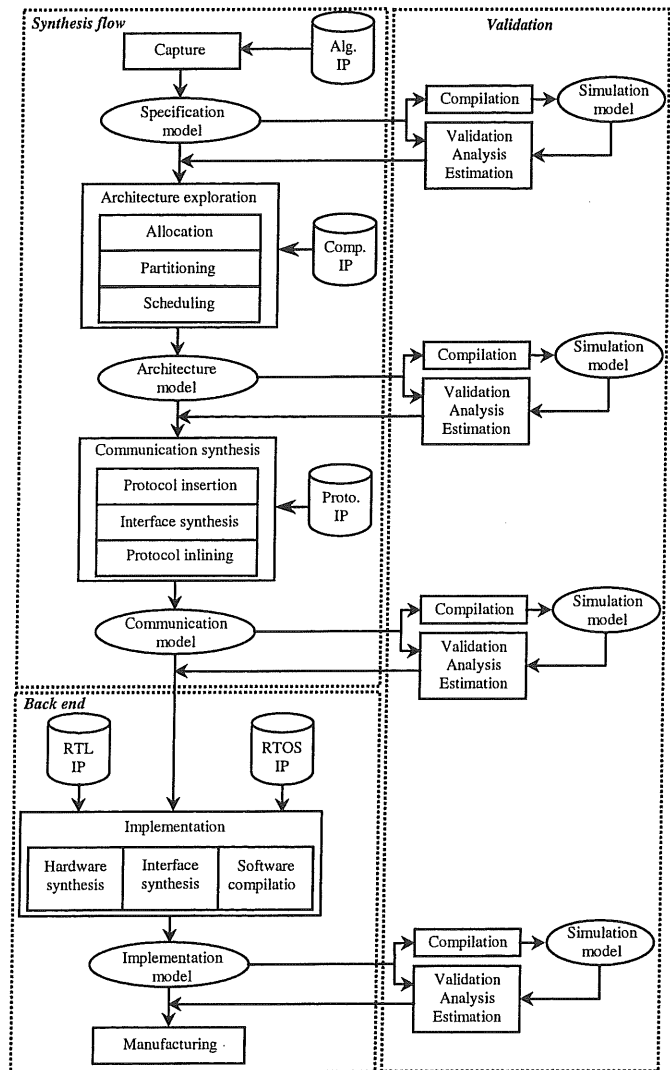 Synthesis flow
Validation
Capture
Alg.
IP
Specification
model
Compilation
Simulation
model
Validation
Analysis
Estimation
Architecture exploration
Allocation
Partitioning
Scheduling
Comp.
IP
Architecture
model
Compilation
Simulation
model
Validation
Analysis
Estimation
Communication synthesis
Protocol insertion
Interface synthesis
Protocol inlining
Proto.
IP
Communication
model
Compilation
Simulation
model
Validation
Analysis
Estimation
Back end
RTL
IP
RTOS
IP
Implementation
Hardware
synthesis
Interface
synthesis
Software
compilatio
Implementation
model
Compilation
Simulation
model
Validation
Analysis
Estimation
Manufacturing